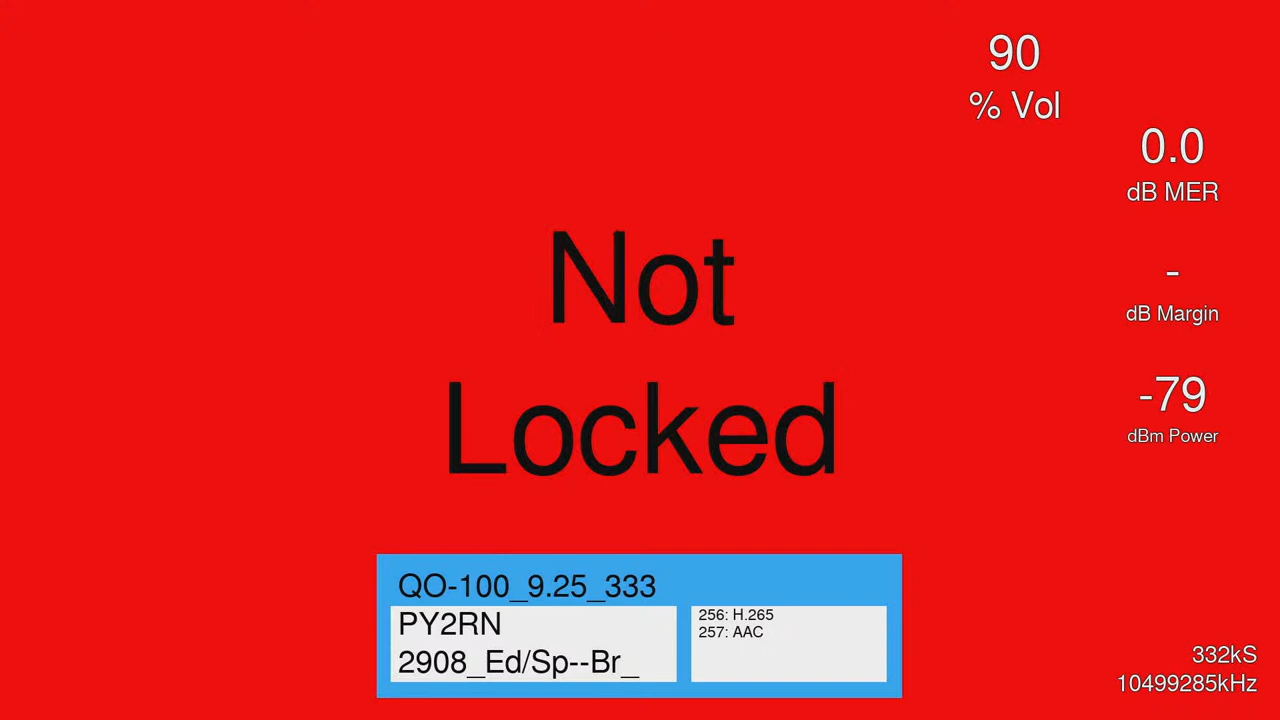 90
% Vol
0.0
dB MER
-
dB Margin
-79
dBm Power
Not
Locked
QO-100_9.25_333
PY2RN
2908_Ed/Sp--Br_
256: H.265
257: AAC
332kS
10499285kHz